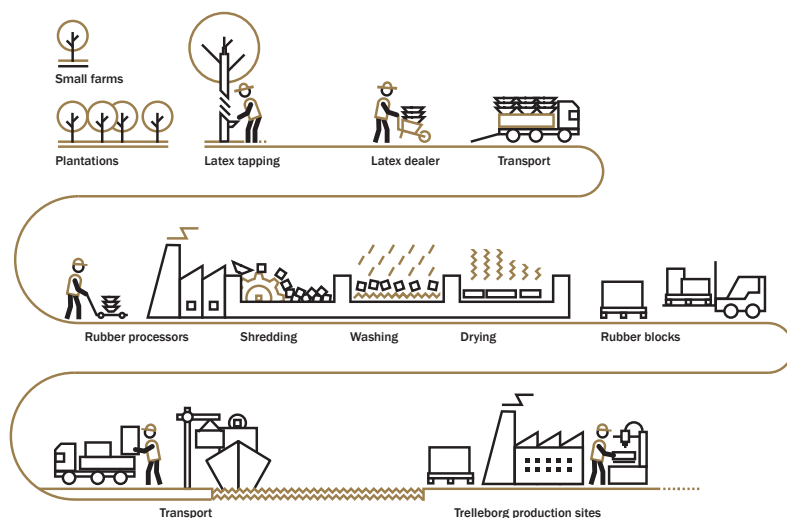 Small farms
Plantations
Latex tapping
Latex dealer
Transport
Rubber processors
Shredding
Washing
Drying
Rubber blocks
Transport
Trelleborg production sites